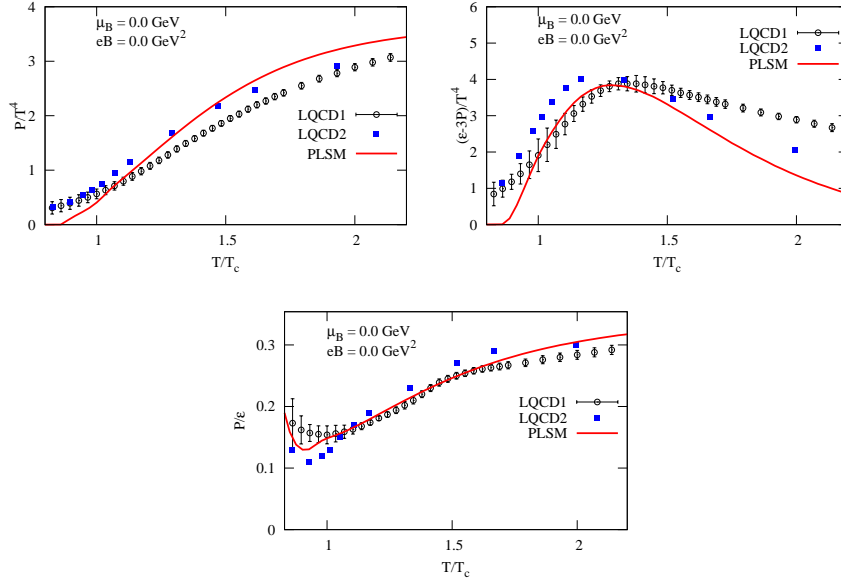 μB = 0.0 GeV
eB = 0.0 GeV²
LQCD1
LQCD2
PLSM
P/T⁴
4
3
2
1
0
1
1.5
2
T/Tc
μB = 0.0 GeV
eB = 0.0 GeV²
LQCD1
LQCD2
PLSM
(ε-3P)/T⁴
6
5
4
3
2
1
0
1
1.5
2
T/Tc
μB = 0.0 GeV
eB = 0.0 GeV²
LQCD1
LQCD2
PLSM
P/ε
0.3
0.2
0.1
0
1
1.5
2
T/Tc